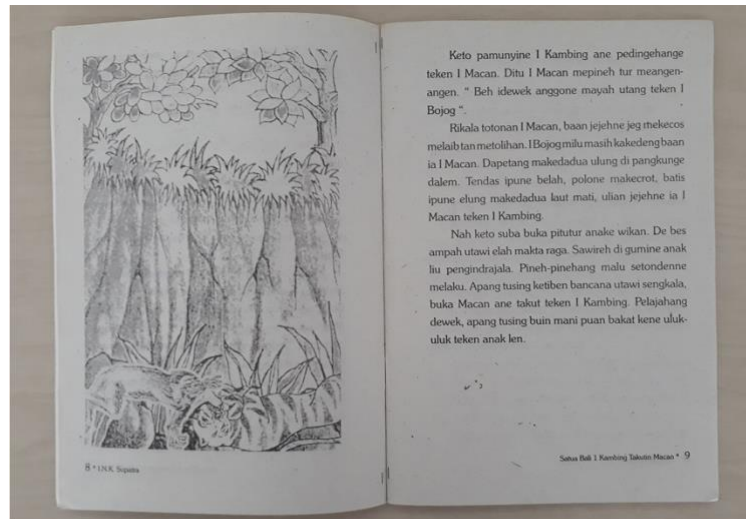 8 * I.N.K. Supatra
Keto pamunyine I Kambing ane pedingehange
teken I Macan. Ditu I Macan mepineh tur meangen-
angen. " Beh idewek anggone mayah utang teken I
Bojog ".
Rikala totonan I Macan, baan jejehne jeg mekecos
melaib tan metolihan. I Bojog milu masih kakedeng baan
ia I Macan. Dapetang makedadua ulung di pangkunge
dalem. Tendas ipune belah, polone makecrot, batis
ipune elung makedadua laut mati, ulian jejehne ia I
Macan teken I Kambing.
Nah keto suba buka pitutur anake wikan. De bes
ampah utawi elah makta raga. Sawireh di gumine anak
liu pengindrajala. Pineh-pinehang malu setondenne
melaku. Apang tusing ketiben bancana utawi sengkala,
buka Macan ane takut teken I Kambing. Pelajahang
dewek, apang tusing buin mani puan bakat kene uluk-
uluk teken anak len.
Satua Bali I Kambing Takutin Macan * 9